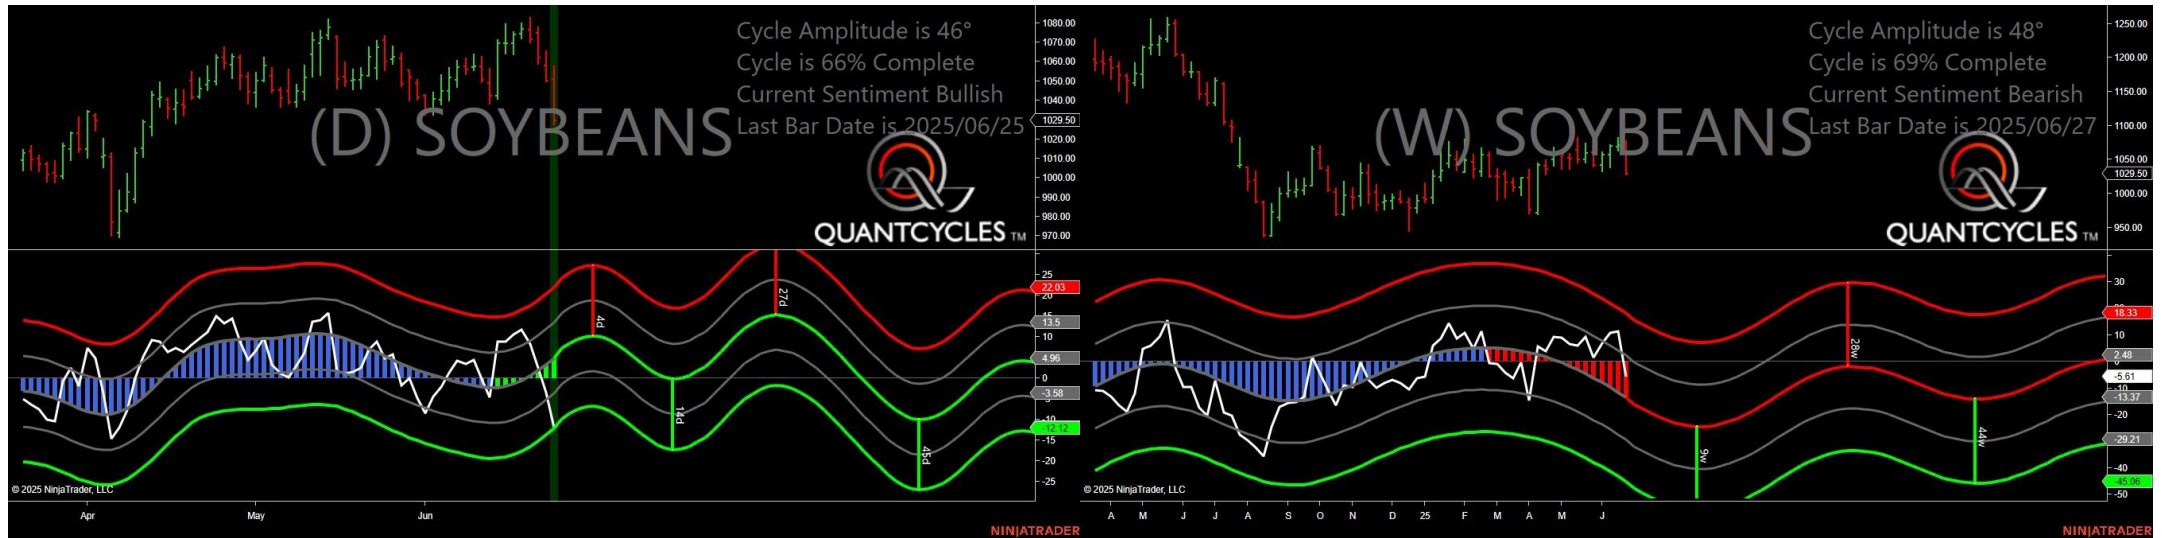 Cycle Amplitude is 46°
Cycle is 66% Complete
Current Sentiment Bullish
Last Bar Date is 2025/06/25
(D) SOYBEANS
QUANTCYCLES TM
1080.00
1070.00
1060.00
1050.00
1040.00
1029.50
1020.00
1010.00
1000.00
990.00
980.00
970.00
25
22.03
20
15
13.5
10
4.96
0
-3.58
-10
-12.12
-15
-20
-25
4d
14d
27d
45d
© 2025 NinjaTrader, LLC
Apr
May
Jun
NINJATRADER
Cycle Amplitude is 48°
Cycle is 69% Complete
Current Sentiment Bearish
Last Bar Date is 2025/06/27
(W) SOYBEANS
QUANTCYCLES TM
1250.00
1200.00
1150.00
1100.00
1050.00
1029.50
1000.00
950.00
30
18.33
10
2.48
-5.61
-10
-13.37
-20
-29.21
-40
-45.06
-50
9w
28w
44w
© 2025 NinjaTrader, LLC
A M J J A S O N D 25 F M A M J
NINJATRADER